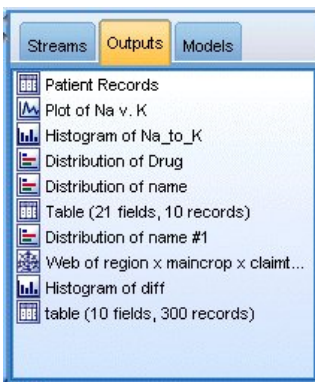 Streams Outputs Models
Patient Records
Plot of Na v. K
Histogram of Na_to_K
Distribution of Drug
Distribution of name
Table (21 fields, 10 records)
Distribution of name #1
Web of region x maincrop x claimt...
Histogram of diff
table (10 fields, 300 records)